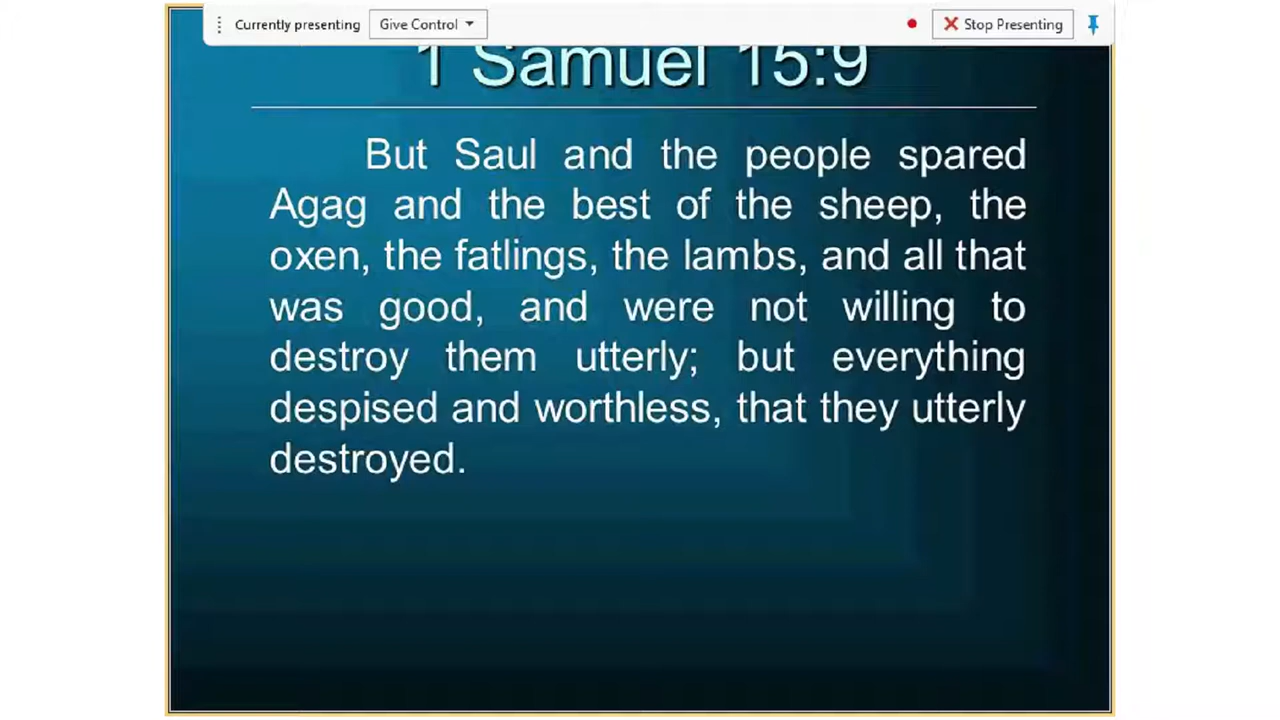 Currently presenting Give Control Stop Presenting
1 Samuel 15:9
But Saul and the people spared
Agag and the best of the sheep, the
oxen, the fatlings, the lambs, and all that
was good, and were not willing to
destroy them utterly; but everything
despised and worthless, that they utterly
destroyed.